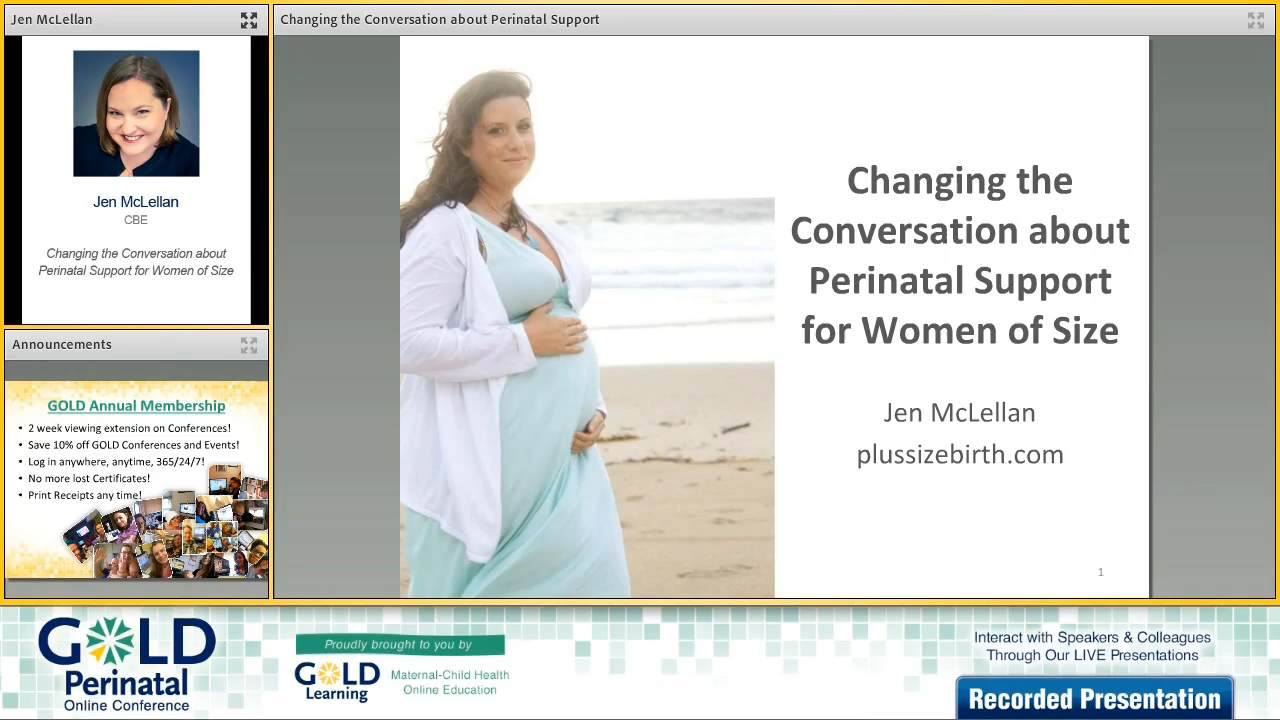 Jen McLellan
Jen McLellan
CBE
Changing the Conversation about
Perinatal Support for Women of Size
Announcements
GOLD Annual Membership
• 2 week viewing extension on Conferences!
• Save 10% off GOLD Conferences and Events!
• Log in anywhere, anytime, 365/24/7!
• No more lost Certificates!
• Print Receipts any time!
Changing the Conversation about Perinatal Support
Changing the
Conversation about
Perinatal Support
for Women of Size
Jen McLellan
plussizebirth.com
1
GOLD
Perinatal
Online Conference
Proudly brought to you by
GOLD
Learning
Maternal-Child Health
Online Education
Interact with Speakers & Colleagues
Through Our LIVE Presentations
Recorded Presentation